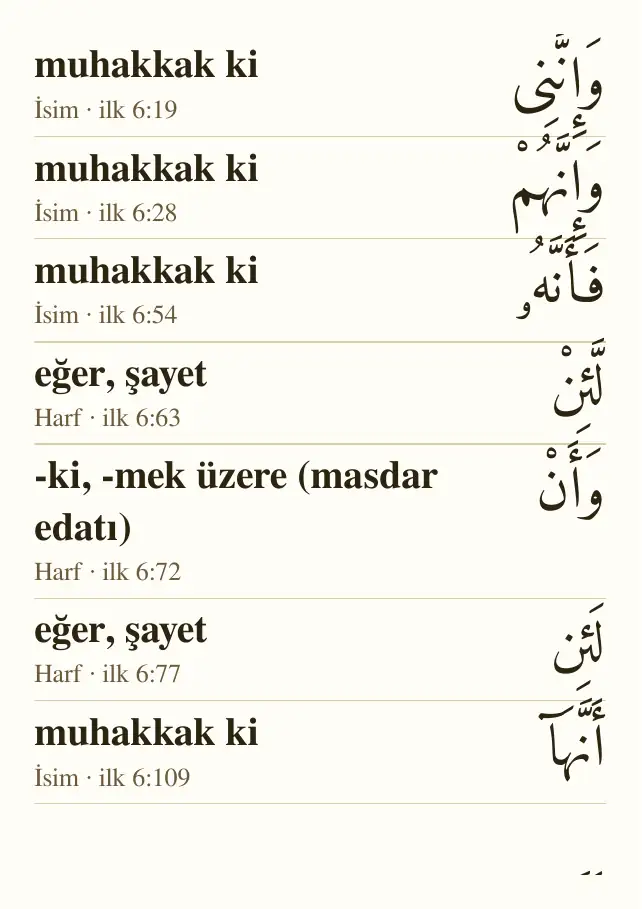 muhakkak ki وَإِنَّنِى
İsim · ilk 6:19
muhakkak ki وَإِنَّهُمْ
İsim · ilk 6:28
muhakkak ki فَأَنَّهُۥ
İsim · ilk 6:54
eğer, şayet لَّئِنْ
Harf · ilk 6:63
-ki, -mek üzere (masdar وَأَنْ
edatı)
Harf · ilk 6:72
eğer, şayet لَئِن
Harf · ilk 6:77
muhakkak ki أَنَّهَآ
İsim · ilk 6:109